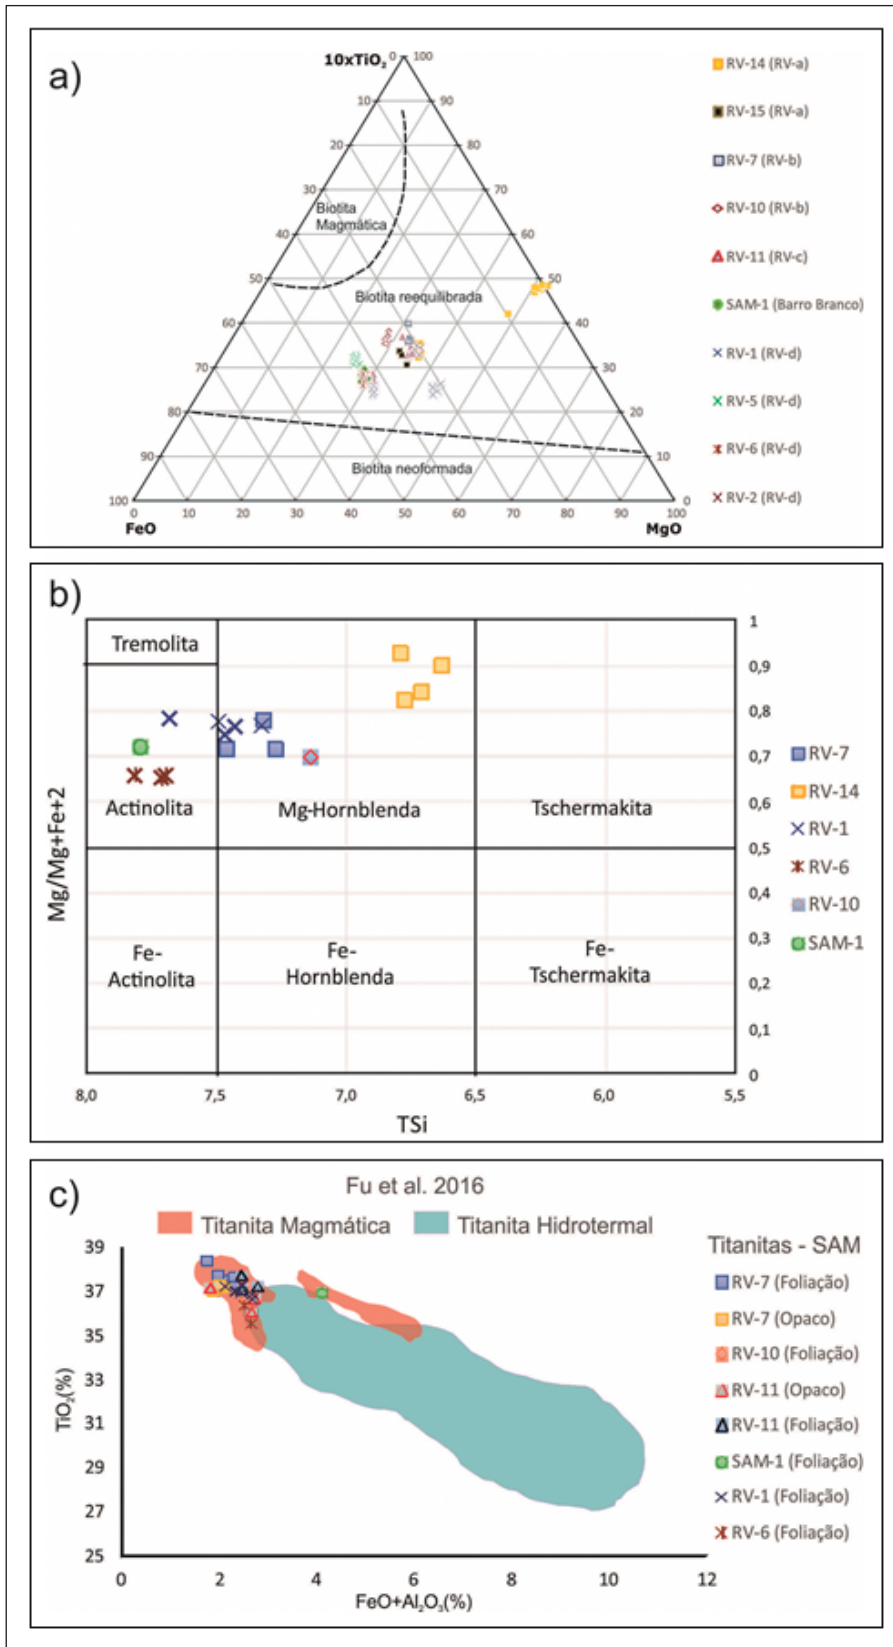 a)
10xTiO2
0
100
10
90
20
80
30
70
40
60
50
50
60
40
70
30
80
20
90
10
100
0
0
10
20
30
40
50
60
70
80
90
100
FeO
MgO
Biotita
Magmática
Biotita reequilibrada
Biotita neoformada
RV-14 (RV-a)
RV-15 (RV-a)
RV-7 (RV-b)
RV-10 (RV-b)
RV-11 (RV-c)
SAM-1 (Barro Branco)
RV-1 (RV-d)
RV-5 (RV-d)
RV-6 (RV-d)
RV-2 (RV-d)
b)
Mg/Mg+Fe+2
Tremolita
Actinolita
Mg-Hornblenda
Tschermakita
Fe-
Actinolita
Fe-
Hornblenda
Fe-
Tschermakita
1
0,9
0,8
0,7
0,6
0,5
0,4
0,3
0,2
0,1
0
8,0
7,5
7,0
6,5
6,0
5,5
TSi
RV-7
RV-14
RV-1
RV-6
RV-10
SAM-1
c)
Fu et al. 2016
Titanita Magmática
Titanita Hidrotermal
TiO2(%)
39
37
35
33
31
29
27
25
0
2
4
6
8
10
12
FeO+Al2O3(%)
Titanitas - SAM
RV-7 (Foliação)
RV-7 (Opaco)
RV-10 (Foliação)
RV-11 (Opaco)
RV-11 (Foliação)
SAM-1 (Foliação)
RV-1 (Foliação)
RV-6 (Foliação)